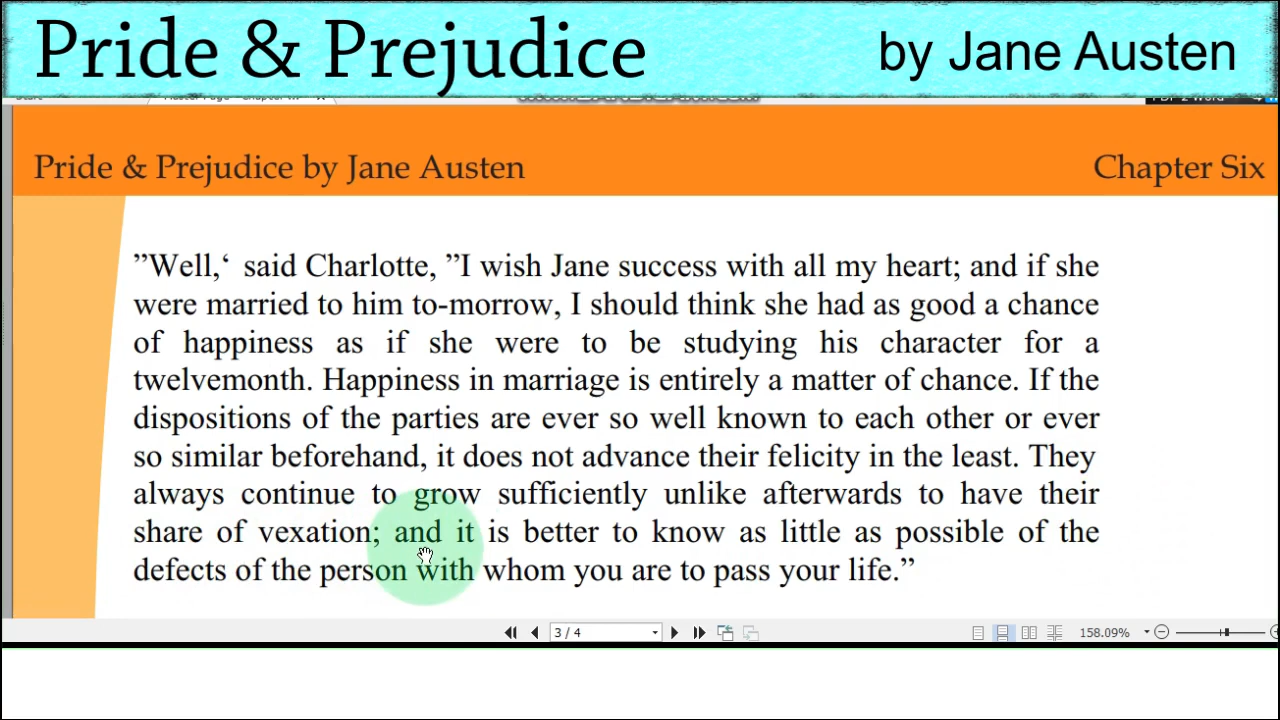 Pride & Prejudice by Jane Austen
Pride & Prejudice by Jane Austen Chapter Six
”Well,‘ said Charlotte, ”I wish Jane success with all my heart; and if she
were married to him to-morrow, I should think she had as good a chance
of happiness as if she were to be studying his character for a
twelvemonth. Happiness in marriage is entirely a matter of chance. If the
dispositions of the parties are ever so well known to each other or ever
so similar beforehand, it does not advance their felicity in the least. They
always continue to grow sufficiently unlike afterwards to have their
share of vexation; and it is better to know as little as possible of the
defects of the person with whom you are to pass your life.”
3 / 4 158.09%